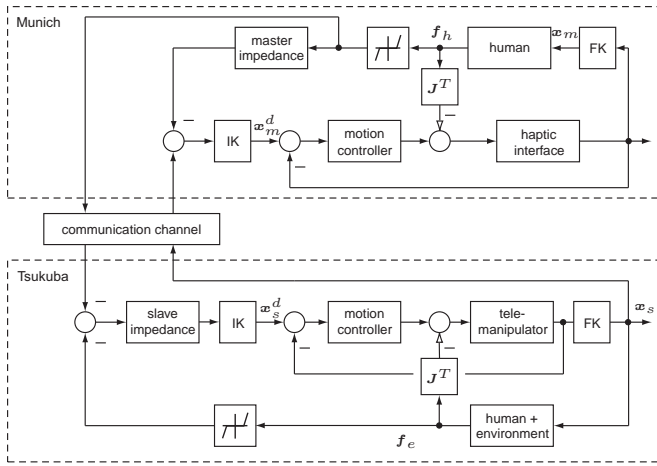 Munich
master
impedance
f_h
human
x_m
FK
J^T
IK
x_m^d
motion
controller
haptic
interface
communication channel
Tsukuba
slave
impedance
IK
x_s^d
motion
controller
tele-
manipulator
FK
x_s
J^T
human +
environment
f_e